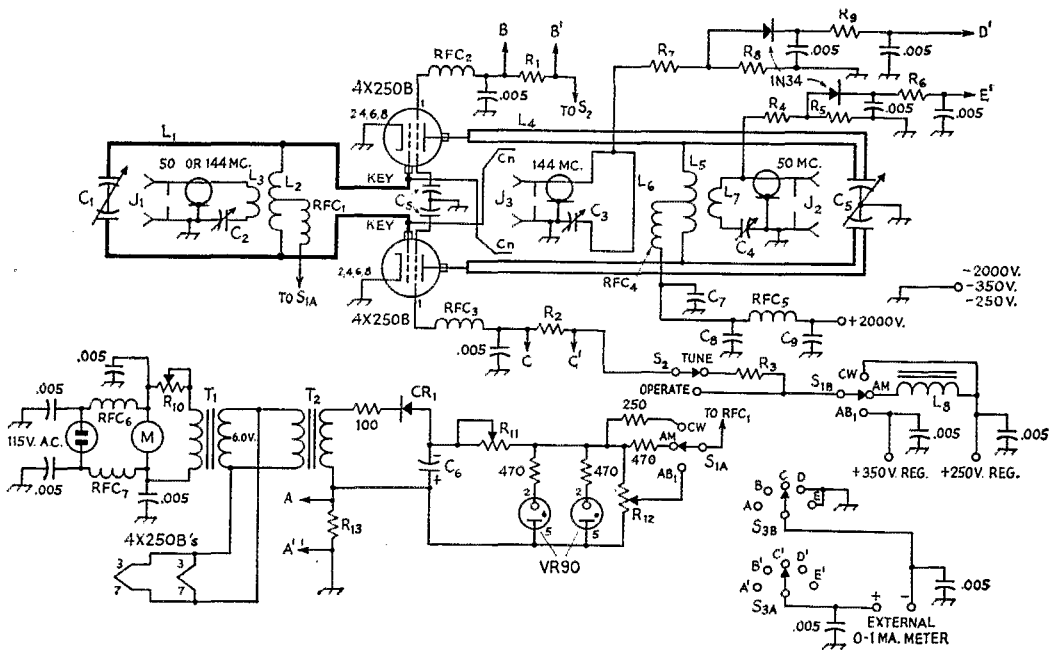 B B'
RFC2 R1
4X250B .005 TO S2
2,4,6,8 1
R7 R8 R9 D'
1N34 .005 .005
R4 R5 R6 E'
.005 .005
L1 L4
50 OR 144 MC. KEY Cn 144 MC. L5 50 MC.
C1 J1 L3 L2 RFC1 C5 J3 C3 L6 L7 J2 C5
C2 KEY Cn C4
TO S1A RFC4
2,4,6,8 1
4X250B
RFC3 R2 C7 RFC5
.005 C C' C8 C9 +2000V.
-2000V.
-350V.
-250V.
S2 TUNE R3 CW
OPERATE S1B AM L8
AB1 .005 .005
+350V REG. +250V REG.
.005 R10 T1 T2 CR1
.005 RFC6 100
115V. A.C. M 6.0V.
RFC7
.005 .005
R11 250 CW TO RFC1
C6 - + 470 470 470 AM S1A
AB1
2 2 R12
5 5
VR90
A R13
A'
4X250B's
3 3
7 7
A B C D E
S3B
A' B' C' D' E'
S3A
.005 + - .005
EXTERNAL
0-1 MA. METER